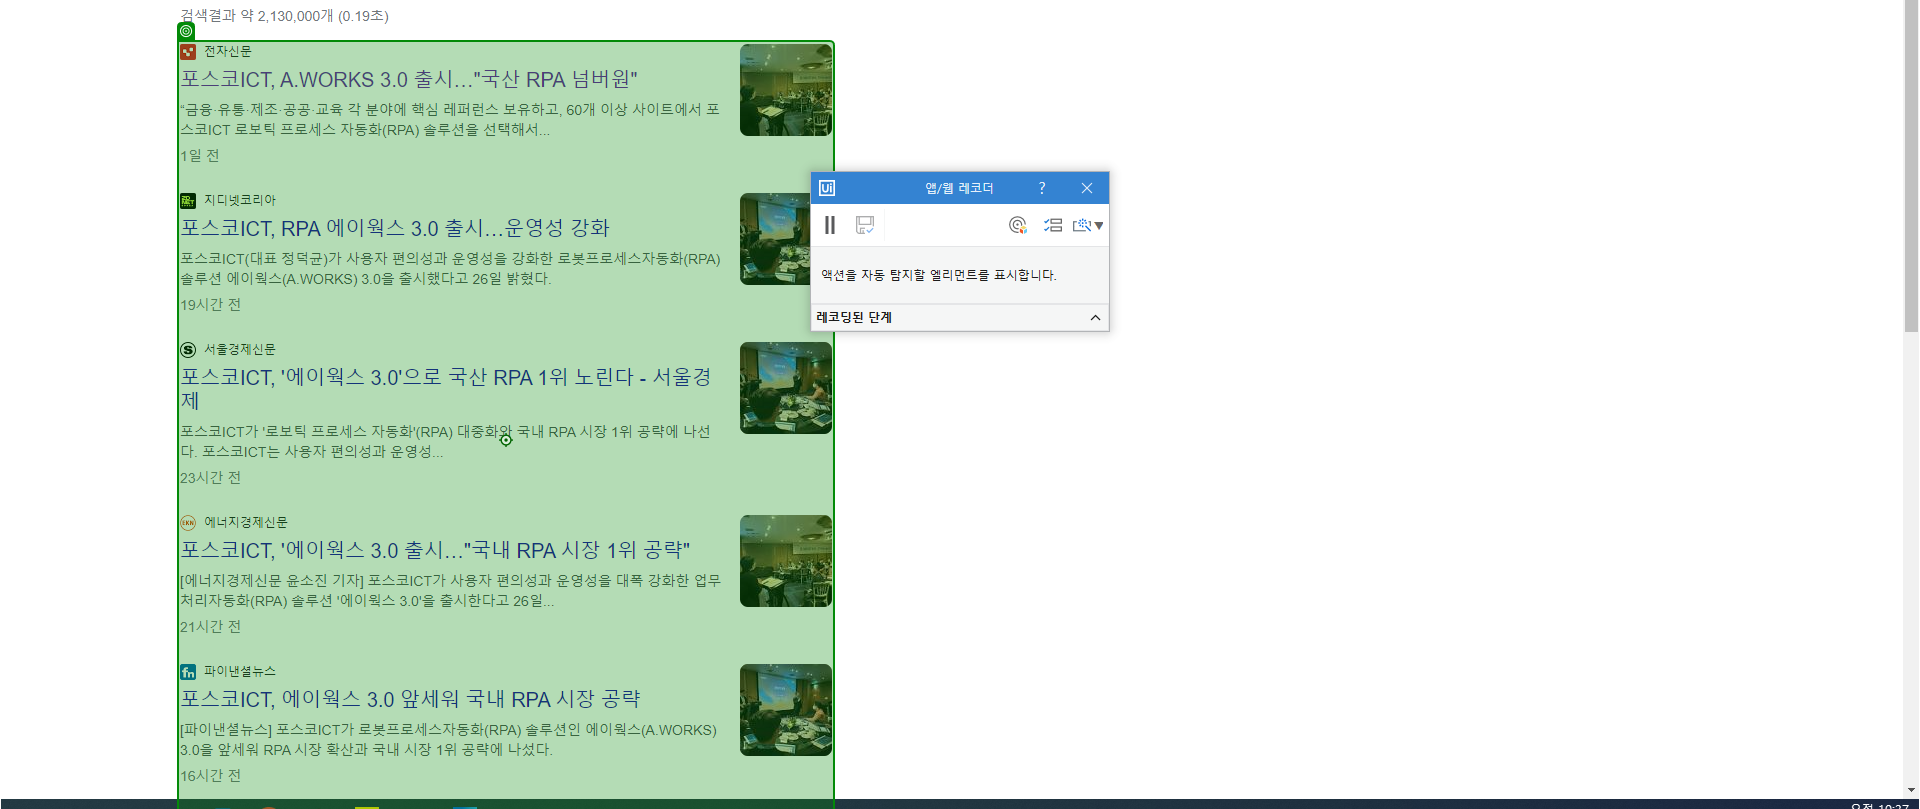 검색결과 약 2,130,000개 (0.19초)
전자신문
포스코ICT, A.WORKS 3.0 출시…"국산 RPA 넘버원"
“금융·유통·제조·공공·교육 각 분야에 핵심 레퍼런스 보유하고, 60개 이상 사이트에서 포
스코ICT 로보틱 프로세스 자동화(RPA) 솔루션을 선택해서...
1일 전
지디넷코리아
포스코ICT, RPA 에이웍스 3.0 출시…운영성 강화
포스코ICT(대표 정덕균)가 사용자 편의성과 운영성을 강화한 로봇프로세스자동화(RPA)
솔루션 에이웍스(A.WORKS) 3.0을 출시했다고 26일 밝혔다.
19시간 전
Ui 앱/웹 레코더 ?
액션을 자동 탐지할 엘리먼트를 표시합니다.
레코딩된 단계
서울경제신문
포스코ICT, '에이웍스 3.0'으로 국산 RPA 1위 노린다 - 서울경
제
포스코ICT가 '로보틱 프로세스 자동화'(RPA) 대중화와 국내 RPA 시장 1위 공략에 나선
다. 포스코ICT는 사용자 편의성과 운영성...
23시간 전
EKN 에너지경제신문
포스코ICT, '에이웍스 3.0 출시…"국내 RPA 시장 1위 공략"
[에너지경제신문 윤소진 기자] 포스코ICT가 사용자 편의성과 운영성을 대폭 강화한 업무
처리자동화(RPA) 솔루션 '에이웍스 3.0'을 출시한다고 26일...
21시간 전
fn 파이낸셜뉴스
포스코ICT, 에이웍스 3.0 앞세워 국내 RPA 시장 공략
[파이낸셜뉴스] 포스코ICT가 로봇프로세스자동화(RPA) 솔루션인 에이웍스(A.WORKS)
3.0을 앞세워 RPA 시장 확산과 국내 시장 1위 공략에 나섰다.
16시간 전